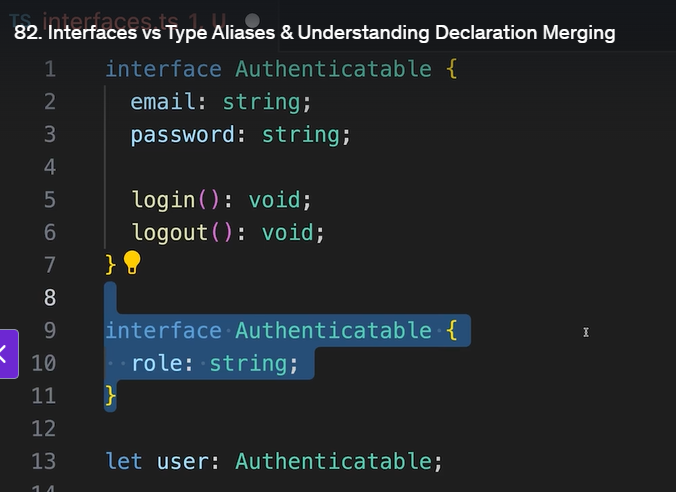 TS interfaces.ts 1, U
82. Interfaces vs Type Aliases & Understanding Declaration Merging
1 interface Authenticatable {
2 email: string;
3 password: string;
4
5 login(): void;
6 logout(): void;
7 }
8
9 interface Authenticatable {
10 role: string;
11 }
12
13 let user: Authenticatable;
14